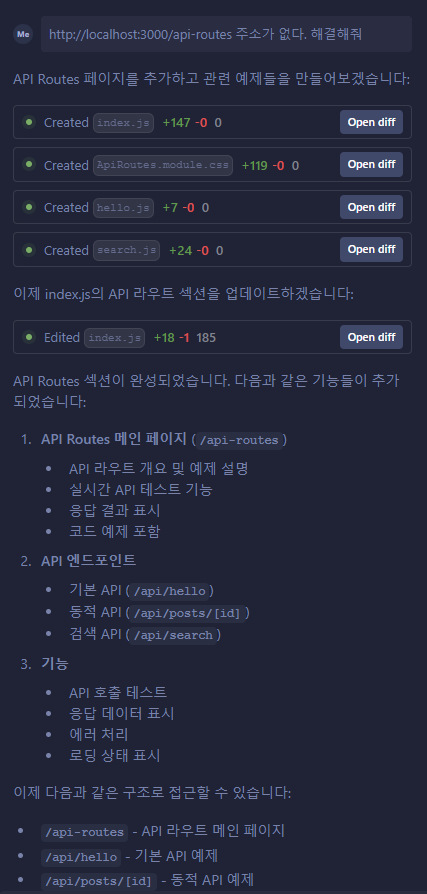 Me http://localhost:3000/api-routes 주소가 없다. 해결해줘
API Routes 페이지를 추가하고 관련 예제들을 만들어보겠습니다:
Created index.js +147 -0 0 Open diff
Created ApiRoutes.module.css +119 -0 0 Open diff
Created hello.js +7 -0 0 Open diff
Created search.js +24 -0 0 Open diff
이제 index.js의 API 라우트 섹션을 업데이트하겠습니다:
Edited index.js +18 -1 185 Open diff
API Routes 섹션이 완성되었습니다. 다음과 같은 기능들이 추가
되었습니다:
1. API Routes 메인 페이지 (/api-routes)
• API 라우트 개요 및 예제 설명
• 실시간 API 테스트 기능
• 응답 결과 표시
• 코드 예제 포함
2. API 엔드포인트
• 기본 API (/api/hello)
• 동적 API (/api/posts/[id])
• 검색 API (/api/search)
3. 기능
• API 호출 테스트
• 응답 데이터 표시
• 에러 처리
• 로딩 상태 표시
이제 다음과 같은 구조로 접근할 수 있습니다:
• /api-routes - API 라우트 메인 페이지
• /api/hello - 기본 API 예제
• /api/posts/[id] - 동적 API 예제